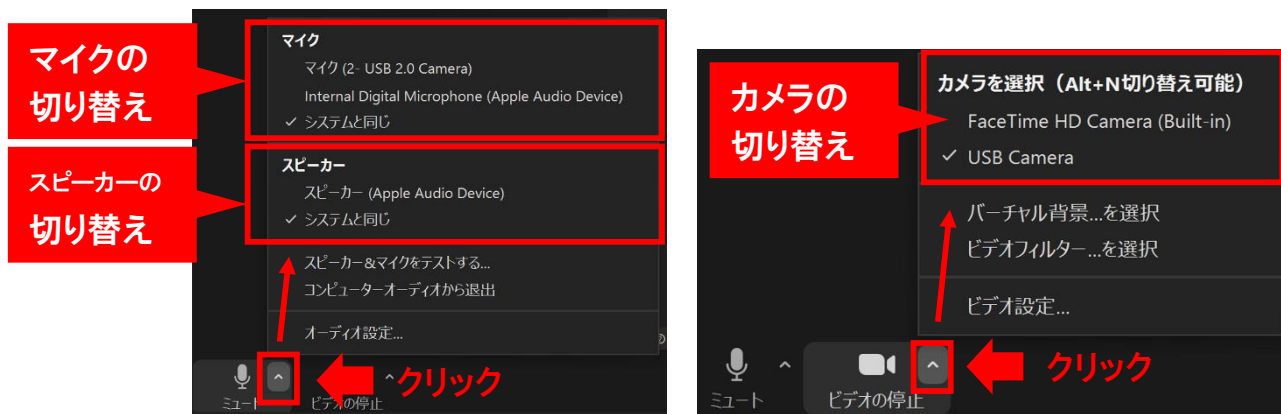 マイクの
切り替え
マイク
マイク (2- USB 2.0 Camera)
Internal Digital Microphone (Apple Audio Device)
✓ システムと同じ
スピーカーの
切り替え
スピーカー
スピーカー (Apple Audio Device)
✓ システムと同じ
スピーカー&マイクをテストする...
コンピューターオーディオから退出
オーディオ設定...
クリック
ミュート
ビデオの停止
カメラの
切り替え
カメラを選択（Alt+N切り替え可能）
FaceTime HD Camera (Built-in)
✓ USB Camera
バーチャル背景...を選択
ビデオフィルター...を選択
ビデオ設定...
クリック
ミュート
ビデオの停止